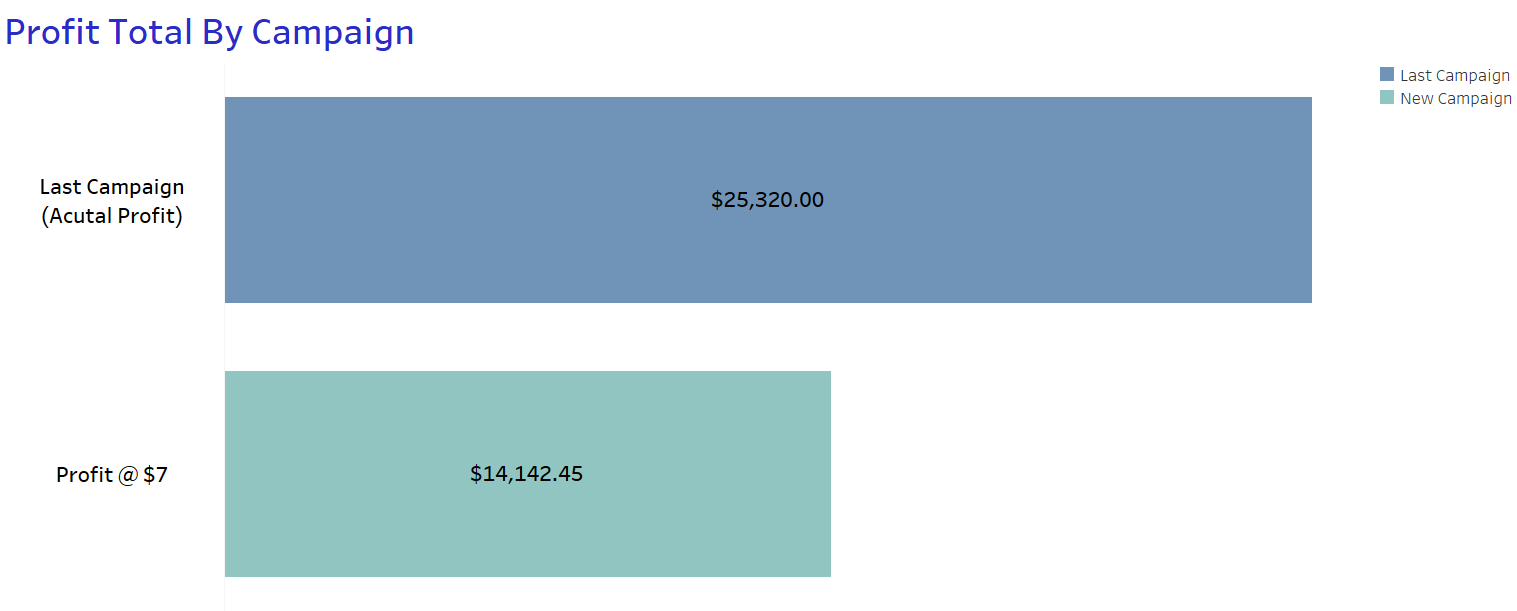 Profit Total By Campaign
Last Campaign
New Campaign
Last Campaign
(Acutal Profit)
$25,320.00
Profit @ $7
$14,142.45